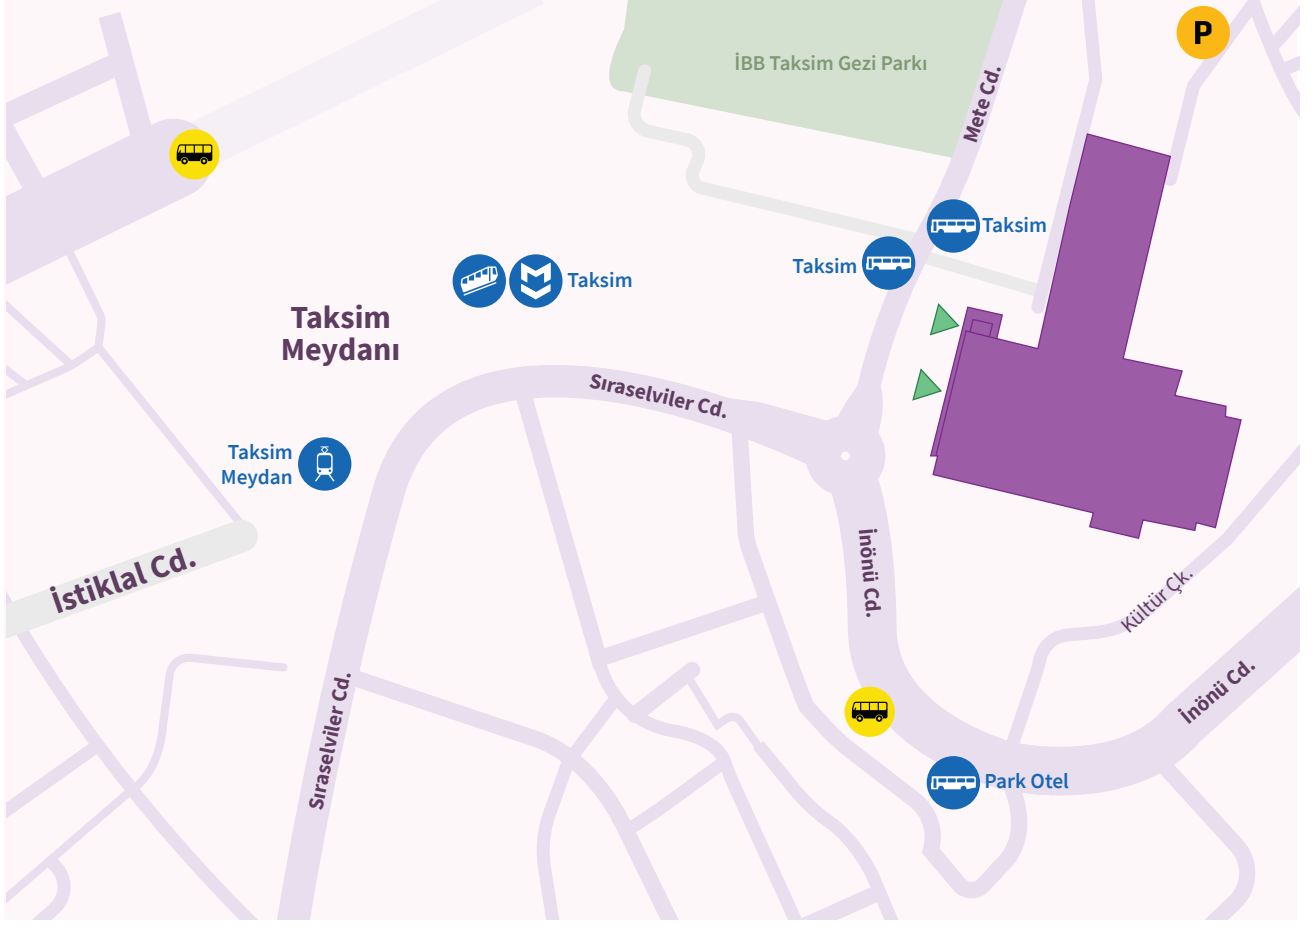 P
İBB Taksim Gezi Parkı
Mete Cd.
Taksim
Taksim
Taksim
Taksim
Meydanı
Sıraselviler Cd.
Taksim
Meydan
İstiklal Cd.
İnönü Cd.
Kültür Çk.
Sıraselviler Cd.
İnönü Cd.
Park Otel